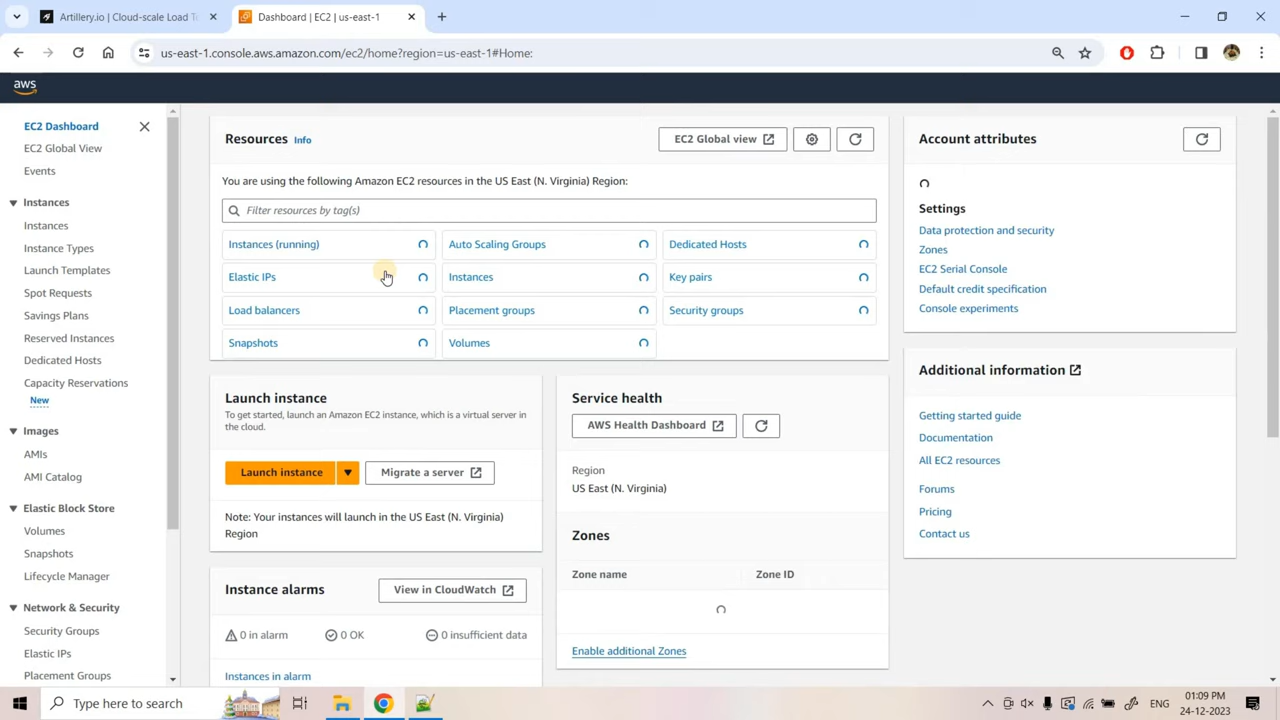 Artillery.io | Cloud-scale Load Te
Dashboard | EC2 | us-east-1
us-east-1.console.aws.amazon.com/ec2/home?region=us-east-1#Home:
aws
EC2 Dashboard
EC2 Global View
Events
Instances
Instances
Instance Types
Launch Templates
Spot Requests
Savings Plans
Reserved Instances
Dedicated Hosts
Capacity Reservations
New
Images
AMIs
AMI Catalog
Elastic Block Store
Volumes
Snapshots
Lifecycle Manager
Network & Security
Security Groups
Elastic IPs
Placement Groups
Resources Info
EC2 Global view
You are using the following Amazon EC2 resources in the US East (N. Virginia) Region:
Filter resources by tag(s)
Instances (running) Auto Scaling Groups Dedicated Hosts
Elastic IPs Instances Key pairs
Load balancers Placement groups Security groups
Snapshots Volumes
Launch instance
To get started, launch an Amazon EC2 instance, which is a virtual server in
the cloud.
Launch instance Migrate a server
Note: Your instances will launch in the US East (N. Virginia)
Region
Instance alarms View in CloudWatch
0 in alarm 0 OK 0 insufficient data
Instances in alarm
Service health
AWS Health Dashboard
Region
US East (N. Virginia)
Zones
Zone name Zone ID
Enable additional Zones
Account attributes
Settings
Data protection and security
Zones
EC2 Serial Console
Default credit specification
Console experiments
Additional information
Getting started guide
Documentation
All EC2 resources
Forums
Pricing
Contact us
Type here to search
ENG
01:09 PM
24-12-2023